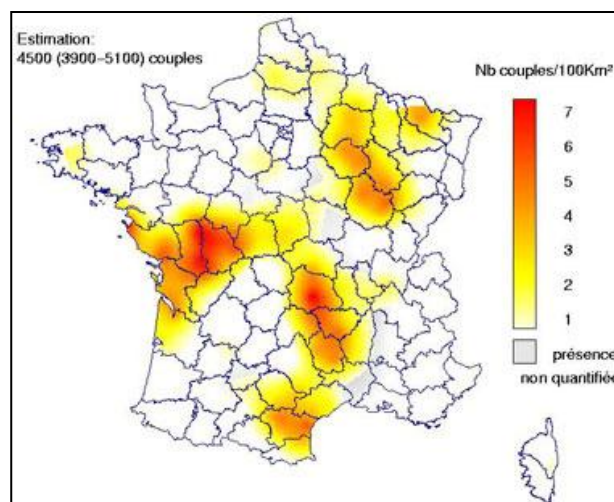 Estimation:
4500 (3900–5100) couples
Nb couples/100Km²
7
6
5
4
3
2
1
présence
non quantifiée